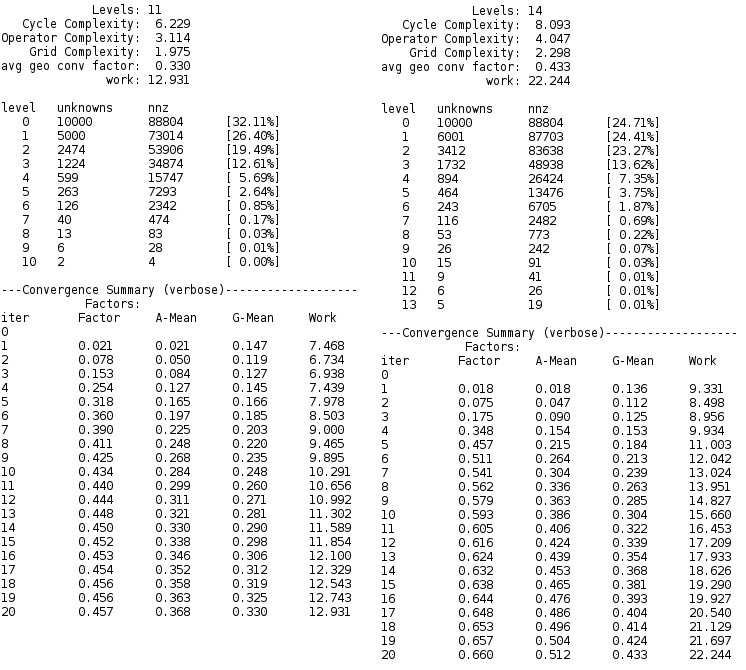 Levels: 11
Cycle Complexity: 6.229
Operator Complexity: 3.114
Grid Complexity: 1.975
avg geo conv factor: 0.330
work: 12.931
level unknowns nnz
0 10000 88804 [32.11%]
1 5000 73014 [26.40%]
2 2474 53906 [19.49%]
3 1224 34874 [12.61%]
4 599 15747 [ 5.69%]
5 263 7293 [ 2.64%]
6 126 2342 [ 0.85%]
7 40 474 [ 0.17%]
8 13 83 [ 0.03%]
9 6 28 [ 0.01%]
10 2 4 [ 0.00%]
---Convergence Summary (verbose)------------------
Factors:
iter Factor A-Mean G-Mean Work
0
1 0.021 0.021 0.147 7.468
2 0.078 0.050 0.119 6.734
3 0.153 0.084 0.127 6.938
4 0.254 0.127 0.145 7.439
5 0.318 0.165 0.166 7.978
6 0.360 0.197 0.185 8.503
7 0.390 0.225 0.203 9.000
8 0.411 0.248 0.220 9.465
9 0.425 0.268 0.235 9.895
10 0.434 0.284 0.248 10.291
11 0.440 0.299 0.260 10.656
12 0.444 0.311 0.271 10.992
13 0.448 0.321 0.281 11.302
14 0.450 0.330 0.290 11.589
15 0.452 0.338 0.298 11.854
16 0.453 0.346 0.306 12.100
17 0.454 0.352 0.312 12.329
18 0.456 0.358 0.319 12.543
19 0.456 0.363 0.325 12.743
20 0.457 0.368 0.330 12.931
Levels: 14
Cycle Complexity: 8.093
Operator Complexity: 4.047
Grid Complexity: 2.298
avg geo conv factor: 0.433
work: 22.244
level unknowns nnz
0 10000 88804 [24.71%]
1 6001 87703 [24.41%]
2 3412 83638 [23.27%]
3 1732 48938 [13.62%]
4 894 26424 [ 7.35%]
5 464 13476 [ 3.75%]
6 243 6705 [ 1.87%]
7 116 2482 [ 0.69%]
8 53 773 [ 0.22%]
9 26 242 [ 0.07%]
10 15 91 [ 0.03%]
11 9 41 [ 0.01%]
12 6 26 [ 0.01%]
13 5 19 [ 0.01%]
---Convergence Summary (verbose)------------------
Factors:
iter Factor A-Mean G-Mean Work
0
1 0.018 0.018 0.136 9.331
2 0.075 0.047 0.112 8.498
3 0.175 0.090 0.125 8.956
4 0.348 0.154 0.153 9.934
5 0.457 0.215 0.184 11.003
6 0.511 0.264 0.213 12.042
7 0.541 0.304 0.239 13.024
8 0.562 0.336 0.263 13.951
9 0.579 0.363 0.285 14.827
10 0.593 0.386 0.304 15.660
11 0.605 0.406 0.322 16.453
12 0.616 0.424 0.339 17.209
13 0.624 0.439 0.354 17.933
14 0.632 0.453 0.368 18.626
15 0.638 0.465 0.381 19.290
16 0.644 0.476 0.393 19.927
17 0.648 0.486 0.404 20.540
18 0.653 0.496 0.414 21.129
19 0.657 0.504 0.424 21.697
20 0.660 0.512 0.433 22.244